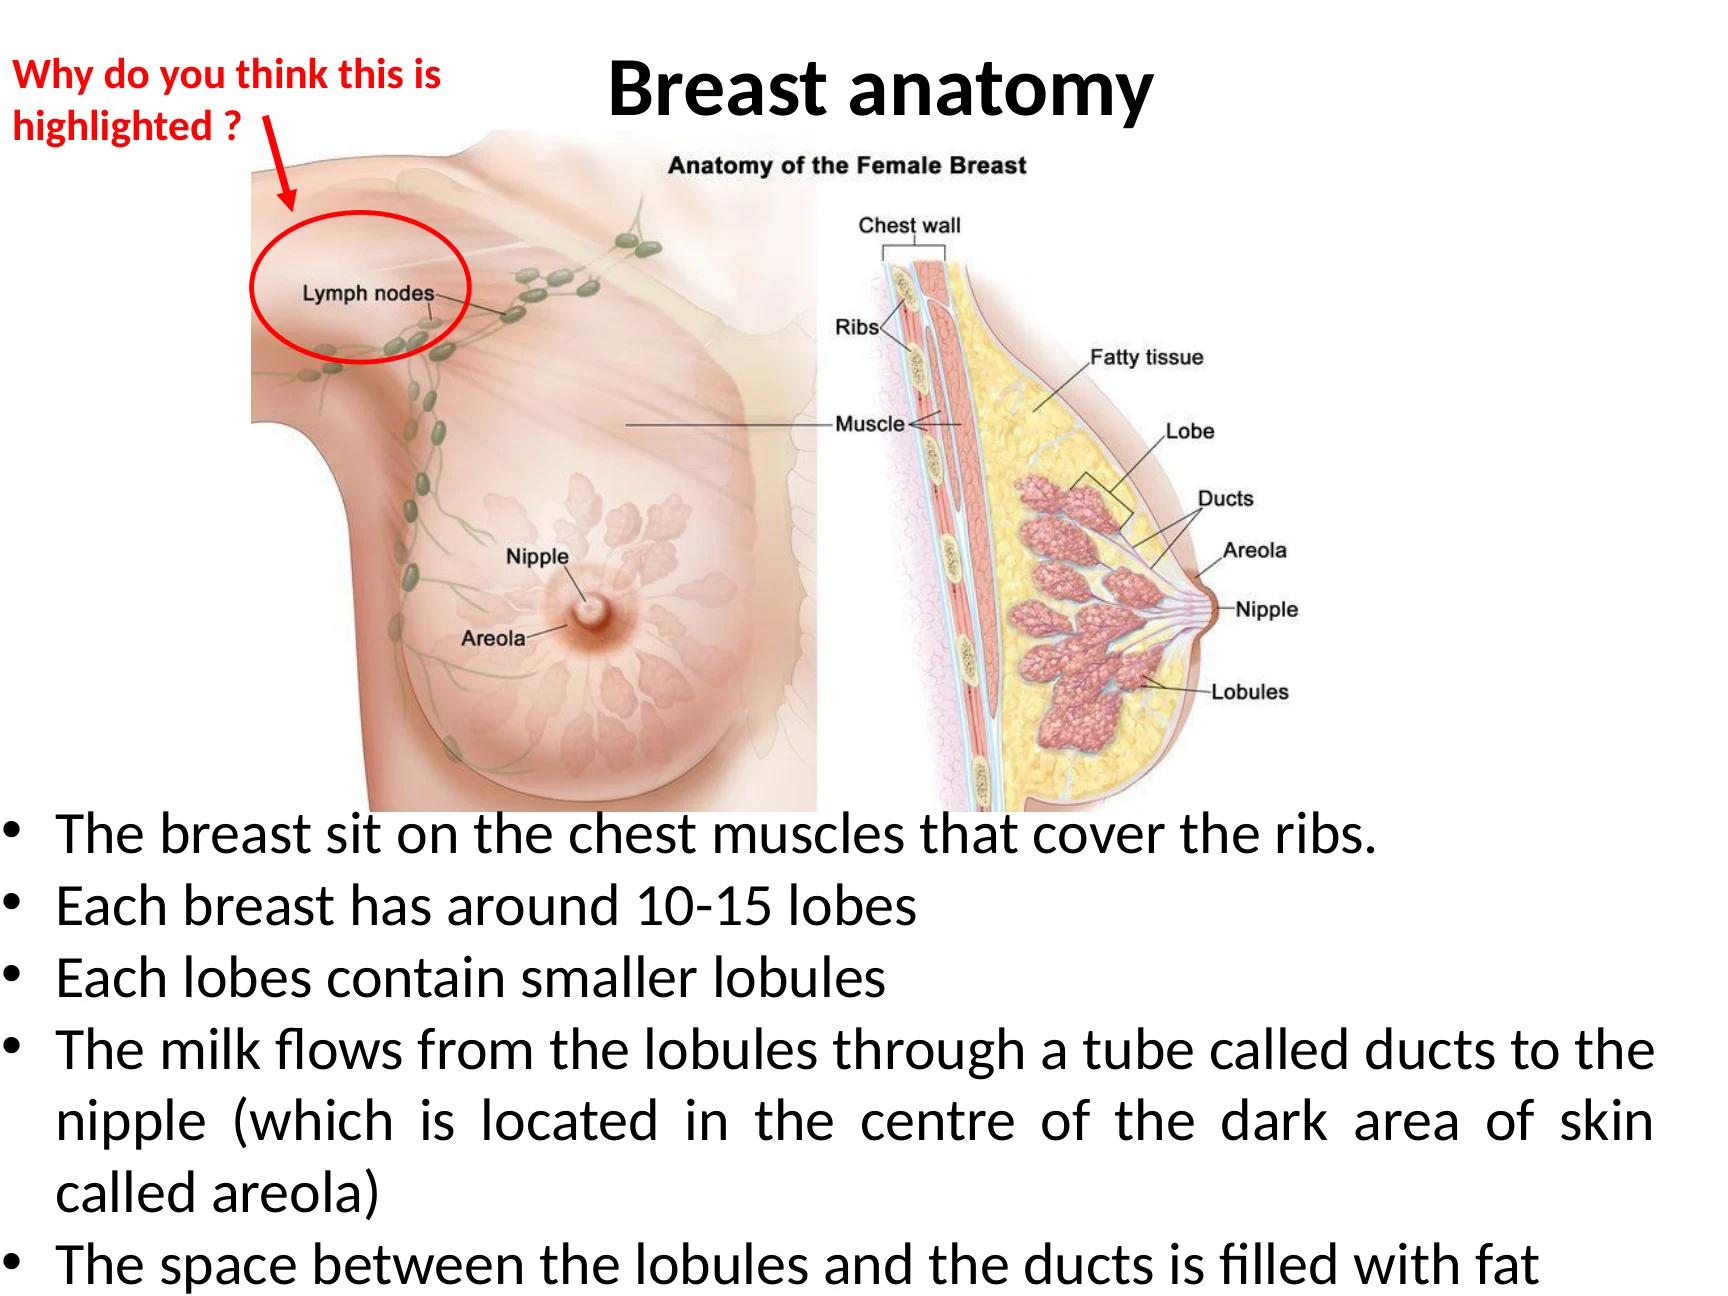 Why do you think this is
highlighted ?
Breast anatomy
Anatomy of the Female Breast
Chest wall
Lymph nodes
Ribs
Fatty tissue
Muscle
Lobe
Ducts
Nipple
Areola
Nipple
Areola
Lobules
• The breast sit on the chest muscles that cover the ribs.
• Each breast has around 10-15 lobes
• Each lobes contain smaller lobules
• The milk flows from the lobules through a tube called ducts to the
nipple (which is located in the centre of the dark area of skin
called areola)
• The space between the lobules and the ducts is filled with fat